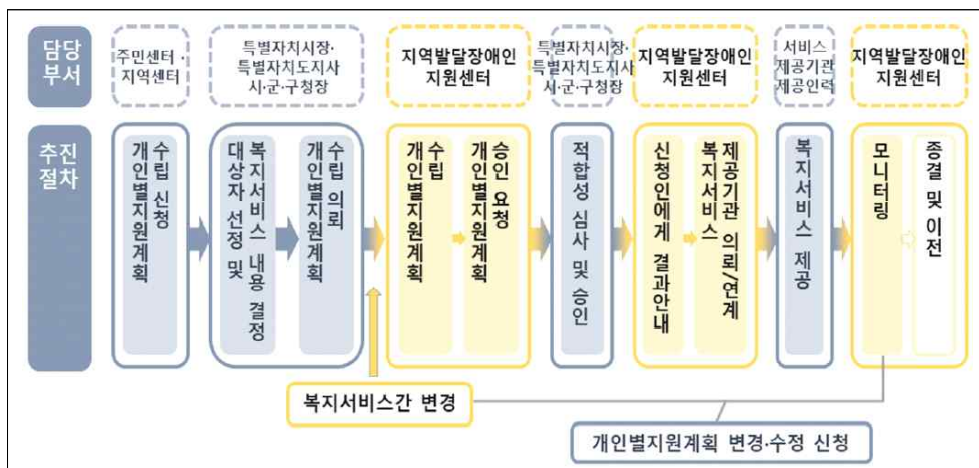 담당
부서
주민센터·
지역센터
특별자치시장·
특별자치도지사
시·군·구청장
지역발달장애인
지원센터
특별자치시장·
특별자치도지사
시·군·구청장
지역발달장애인
지원센터
서비스
제공기관
제공인력
지역발달장애인
지원센터
추진
절차
개인별지원계획
수립 신청
대상자 선정 및
복지서비스 내용 결정
개인별지원계획
수립 의뢰
개인별지원계획
수립
개인별지원계획
승인 요청
적합성 심사 및 승인
신청인에게 결과안내
복지서비스
제공기관 의뢰/연계
복지서비스 제공
모니터링
종결 및 이전
복지서비스간 변경
개인별지원계획 변경·수정 신청